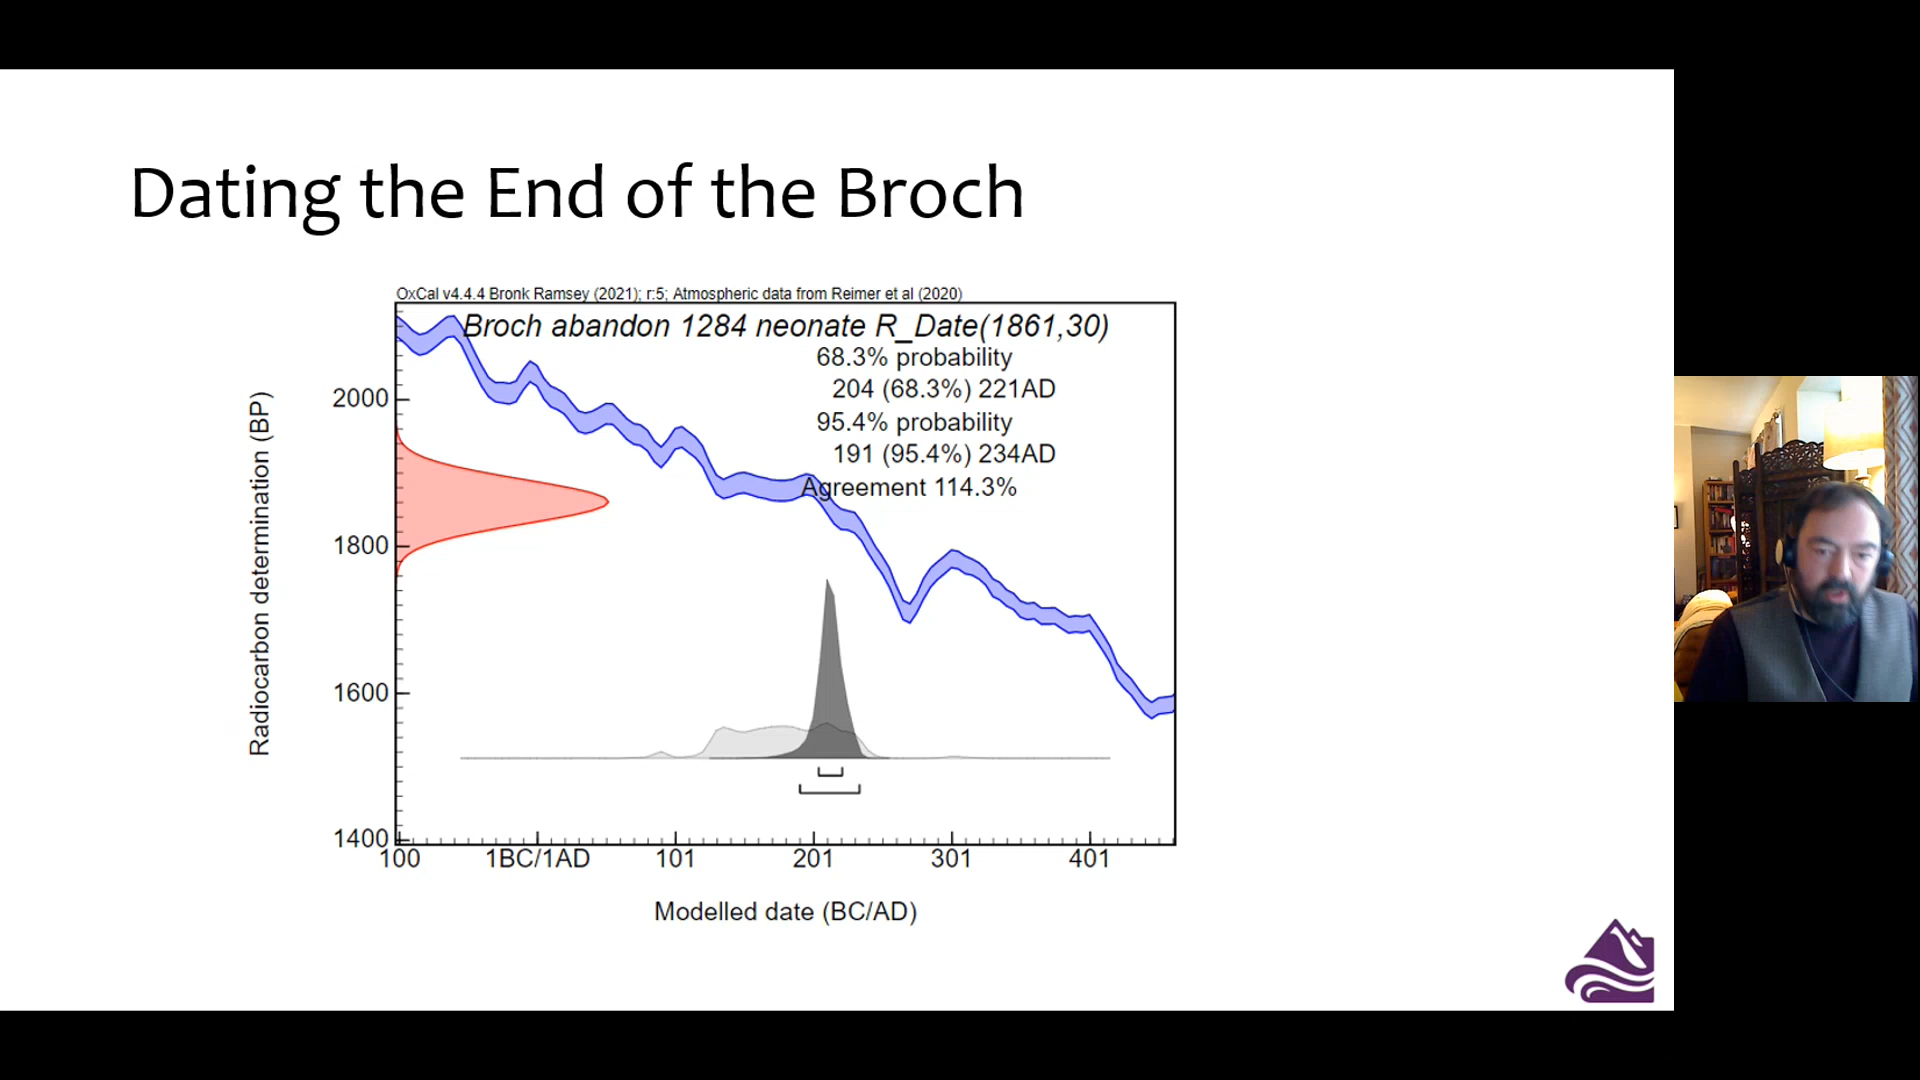 Dating the End of the Broch
OxCal v4.4.4 Bronk Ramsey (2021); r:5; Atmospheric data from Reimer et al (2020)
Broch abandon 1284 neonate R_Date(1861,30)
68.3% probability
204 (68.3%) 221AD
95.4% probability
191 (95.4%) 234AD
Agreement 114.3%
Radiocarbon determination (BP)
2000
1800
1600
1400
100 1BC/1AD 101 201 301 401
Modelled date (BC/AD)